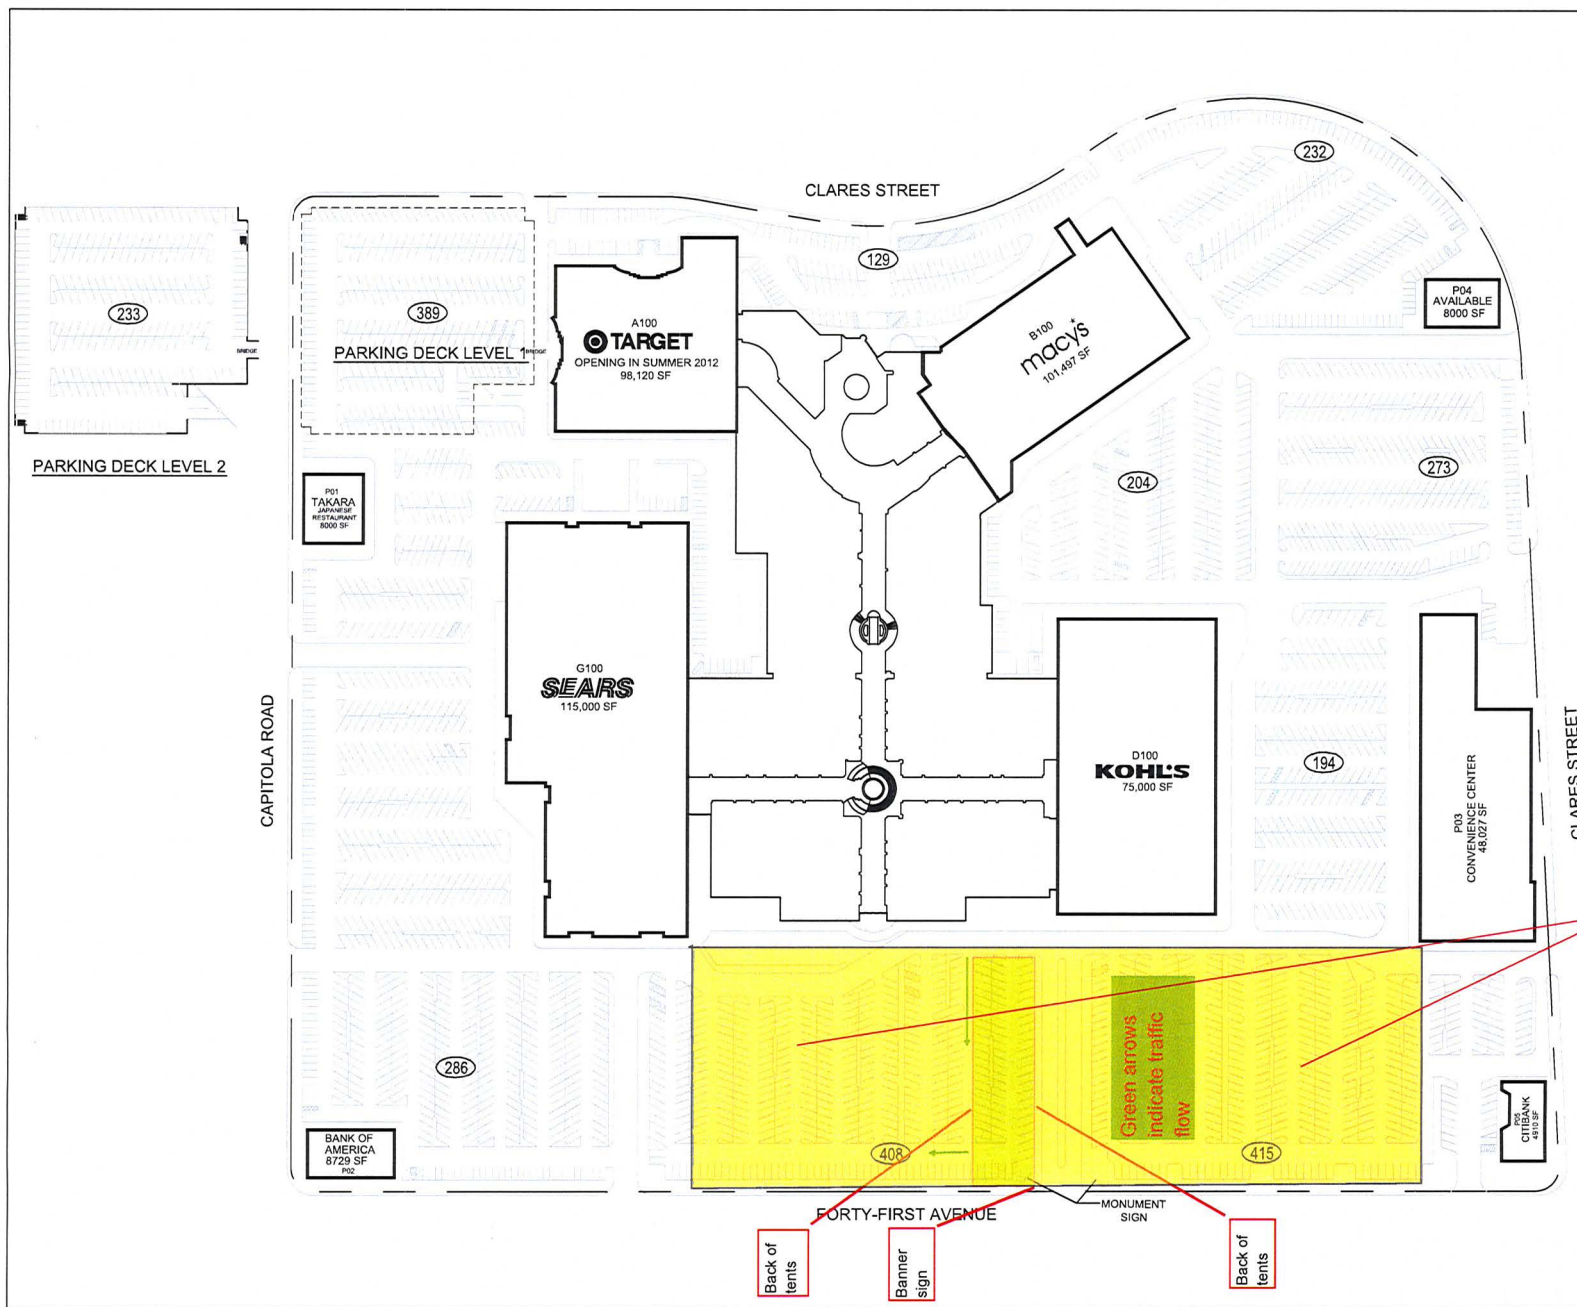 CLARES STREET
232
129
233
389
PARKING DECK LEVEL 1
BRIDGE
BRIDGE
PARKING DECK LEVEL 2
A100
TARGET
OPENING IN SUMMER 2012
98,120 SF
B100
macy's
101,497 SF
P04
AVAILABLE
8000 SF
P01
TAKARA
JAPANESE
RESTAURANT
8000 SF
204
273
G100
SEARS
115,000 SF
D100
KOHL'S
75,000 SF
194
P03
CONVENIENCE CENTER
48,027 SF
CAPITOLA ROAD
CLARES STREET
286
408
415
Green arrows
indicate traffic
flow
BANK OF
AMERICA
8729 SF
P02
P05
CITIBANK
4910 SF
FORTY-FIRST AVENUE
MONUMENT
SIGN
Back of
tents
Banner
sign
Back of
tents